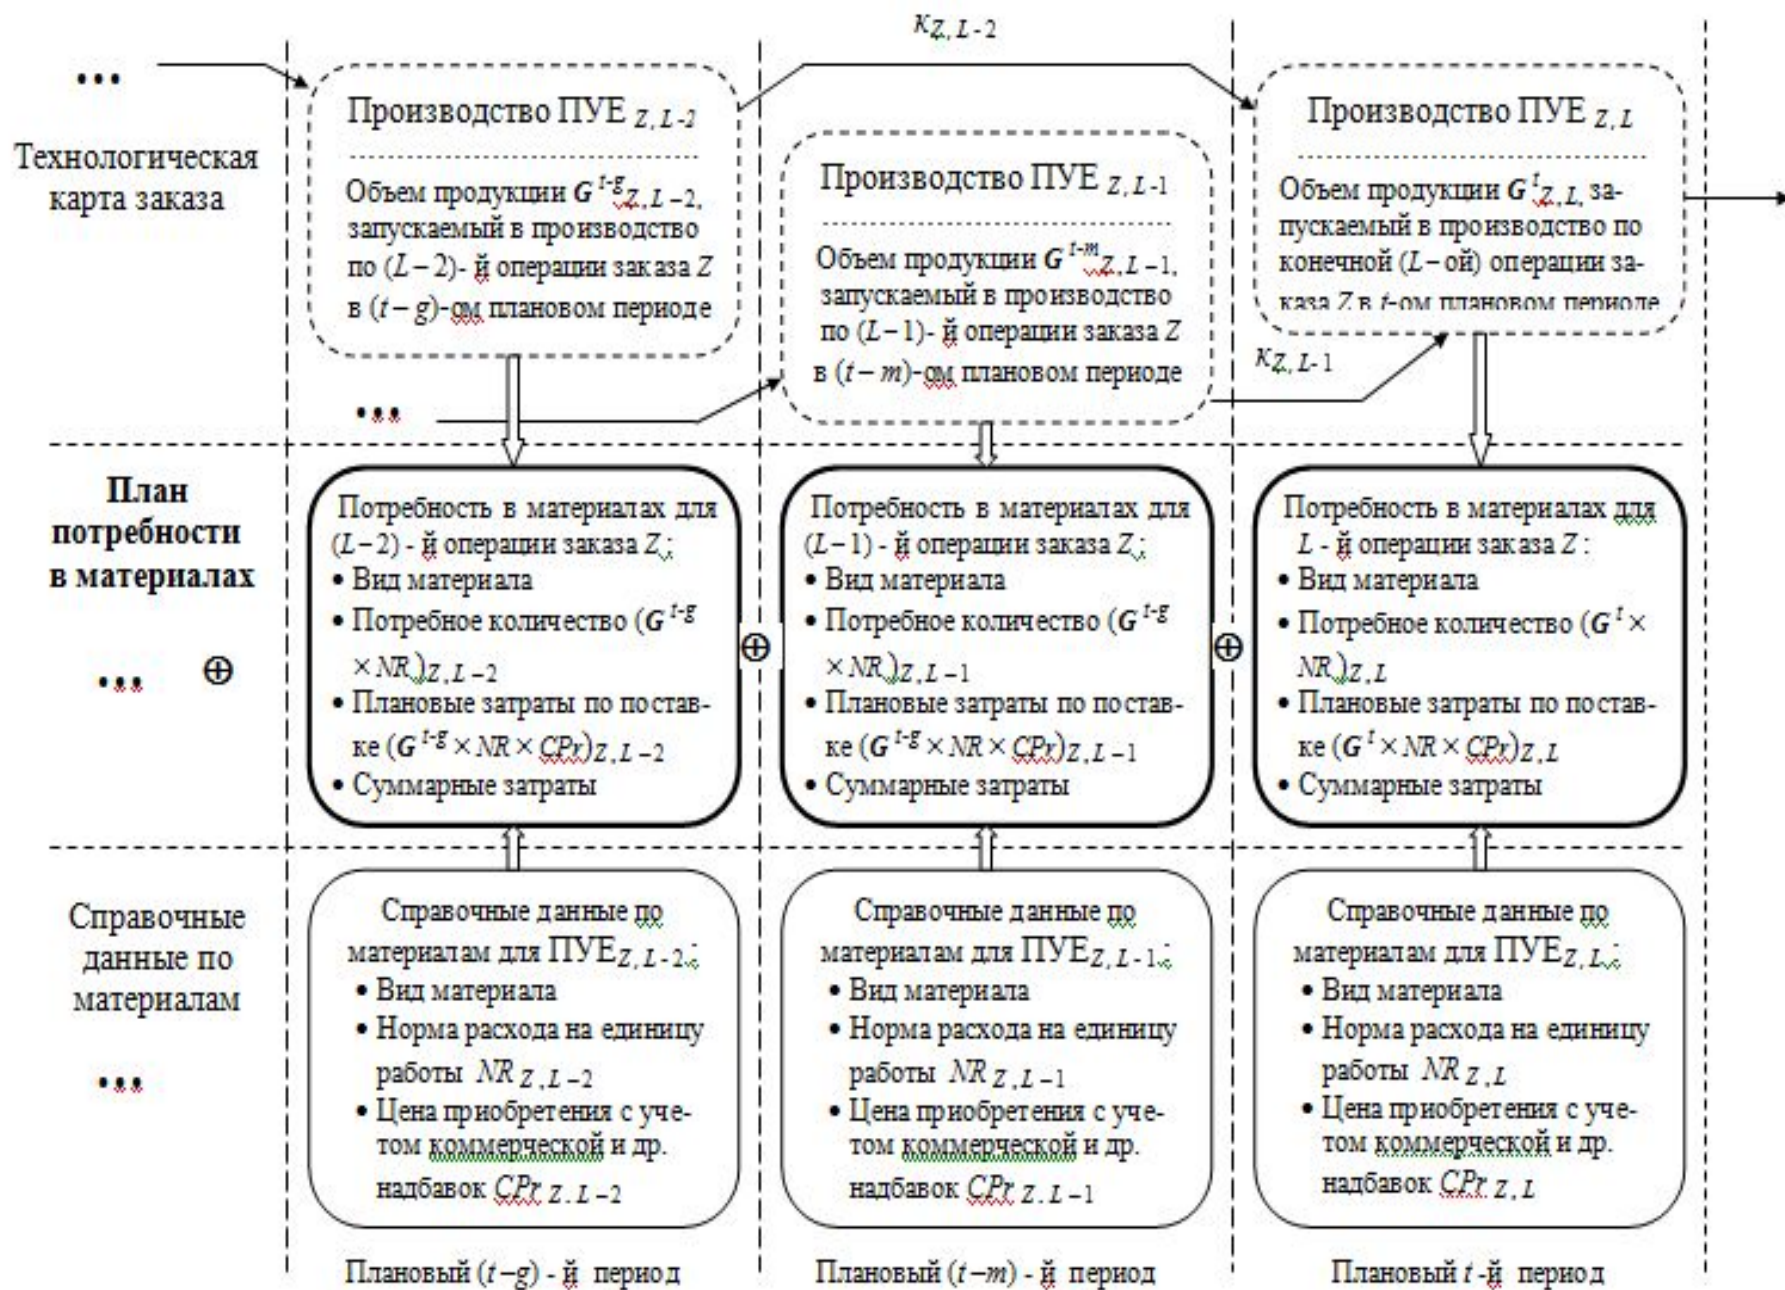 κ Z, L-2
•••
Технологическая
карта заказа
Производство ПУЕ Z, L-2
Объем продукции G t-g Z, L-2,
запускаемый в производство
по (L-2)- й операции заказа Z
в (t-g)-ом плановом периоде
Производство ПУЕ Z, L-1
Объем продукции G t-m Z, L-1,
запускаемый в производство
по (L-1)- й операции заказа Z
в (t-m)-ом плановом периоде
Производство ПУЕ Z, L
Объем продукции G t Z, L, за-
пускаемый в производство по
конечной (L-ой) операции за-
каза Z в t-ом плановом периоде
κ Z, L-1
•••
План
потребности
в материалах
••• ⊕
Потребность в материалах для
(L-2) - й операции заказа Z :
• Вид материала
• Потребное количество (G t-g
× NR)Z, L-2
• Плановые затраты по постав-
ке (G t-g × NR × CPr)Z, L-2
• Суммарные затраты
⊕
Потребность в материалах для
(L-1) - й операции заказа Z :
• Вид материала
• Потребное количество (G t-g
× NR)Z, L-1
• Плановые затраты по постав-
ке (G t-g × NR × CPr)Z, L-1
• Суммарные затраты
⊕
Потребность в материалах для
L - й операции заказа Z :
• Вид материала
• Потребное количество (G t ×
NR)Z, L
• Плановые затраты по постав-
ке (G t × NR × CPr)Z, L
• Суммарные затраты
Справочные
данные по
материалам
•••
Справочные данные по
материалам для ПУЕ Z, L-2 :
• Вид материала
• Норма расхода на единицу
работы NR Z, L-2
• Цена приобретения с уче-
том коммерческой и др.
надбавок CPr Z. L-2
Справочные данные по
материалам для ПУЕ Z, L-1 :
• Вид материала
• Норма расхода на единицу
работы NR Z, L-1
• Цена приобретения с уче-
том коммерческой и др.
надбавок CPr Z. L-1
Справочные данные по
материалам для ПУЕ Z, L :
• Вид материала
• Норма расхода на единицу
работы NR Z, L
• Цена приобретения с уче-
том коммерческой и др.
надбавок CPr Z, L
Плановый (t-g) - й период
Плановый (t-m) - й период
Плановый t -й период